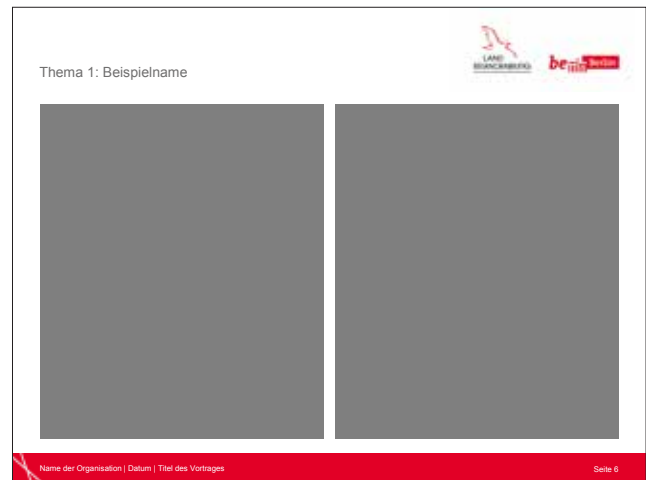 Thema 1: Beispielname
LAND
BRANDENBURG
be Berlin
Name der Organisation | Datum | Titel des Vortrages
Seite 6